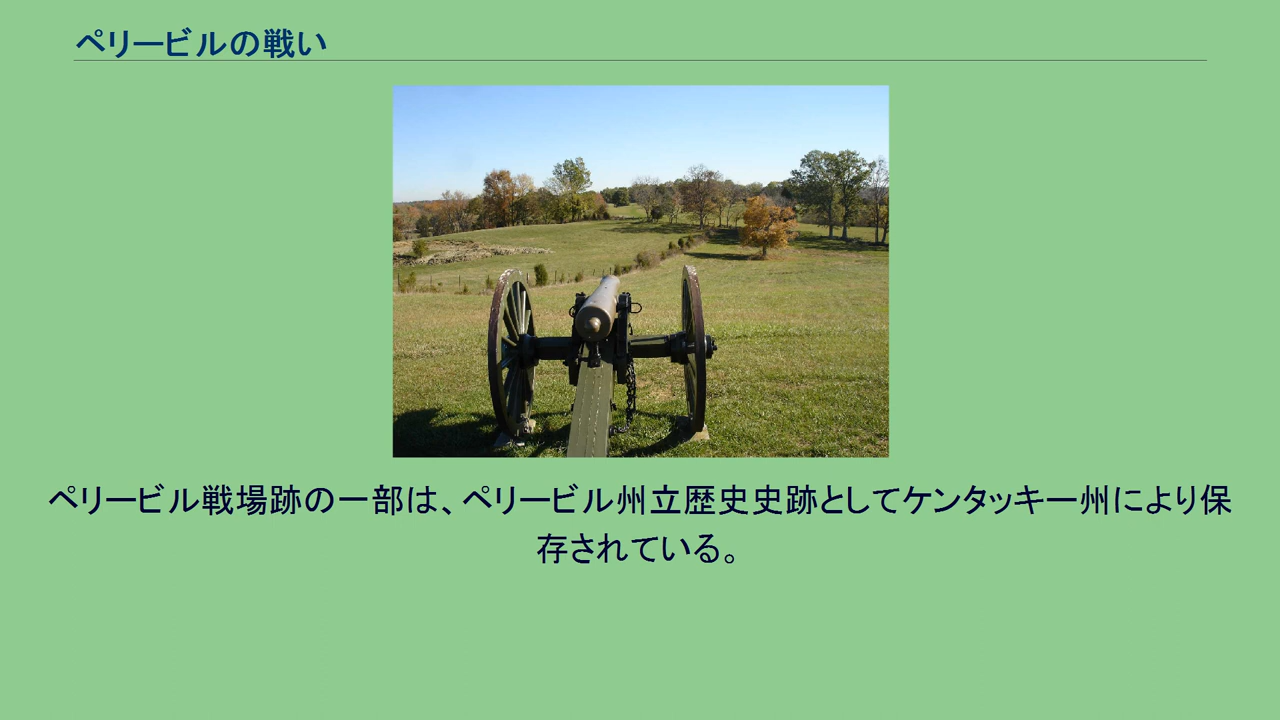 ペリービルの戦い
ペリービル戦場跡の一部は、ペリービル州立歴史史跡としてケンタッキー州により保
存されている。